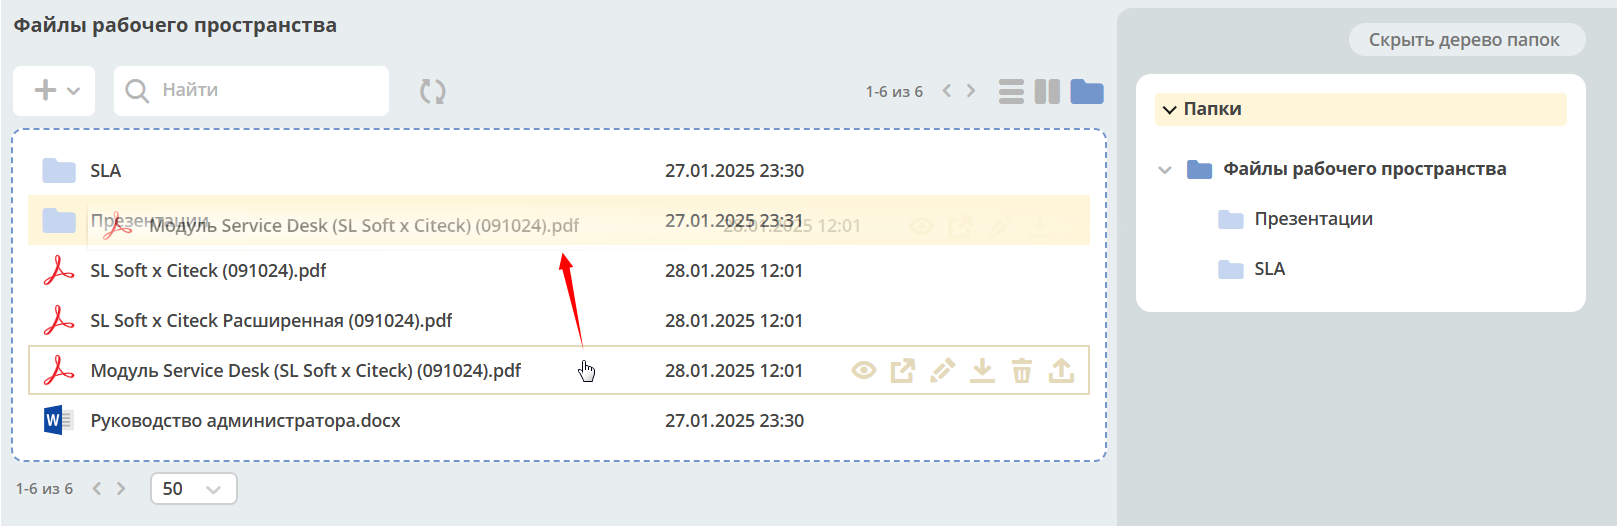 Файлы рабочего пространства
Скрыть дерево папок
Найти
1-6 из 6
Папки
SLA 27.01.2025 23:30
Файлы рабочего пространства
Презентации 27.01.2025 23:31
Модуль Service Desk (SL Soft x Citeck) (091024).pdf 28.01.2025 12:01
Презентации
SL Soft x Citeck (091024).pdf 28.01.2025 12:01
SLA
SL Soft x Citeck Расширенная (091024).pdf 28.01.2025 12:01
Модуль Service Desk (SL Soft x Citeck) (091024).pdf 28.01.2025 12:01
W Руководство администратора.docx 27.01.2025 23:30
1-6 из 6 50